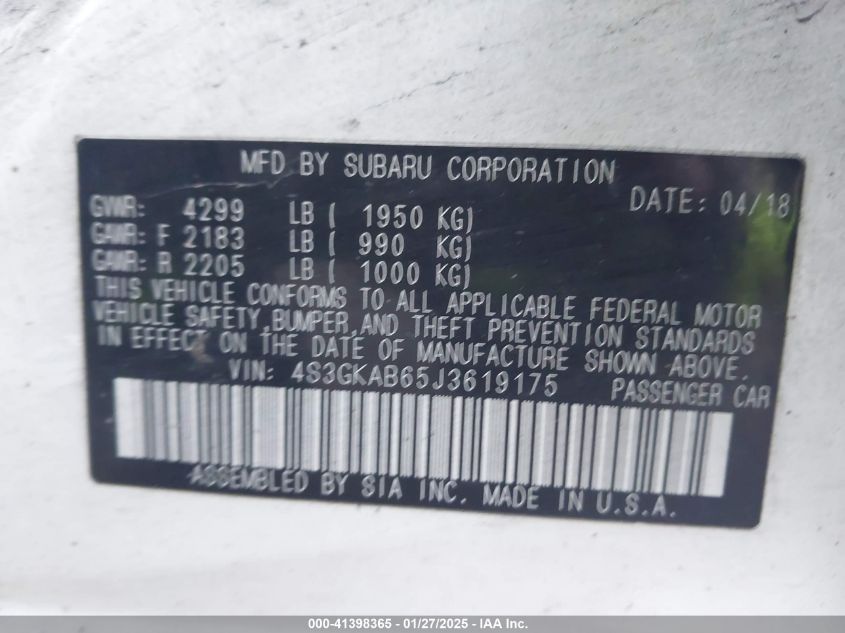 MFD BY SUBARU CORPORATION
DATE: 04/18
GVWR: 4299 LB ( 1950 KG)
GAWR: F 2183 LB ( 990 KG)
GAWR: R 2205 LB ( 1000 KG)
THIS VEHICLE CONFORMS TO ALL APPLICABLE FEDERAL MOTOR
VEHICLE SAFETY,BUMPER,AND THEFT PREVENTION STANDARDS
IN EFFECT ON THE DATE OF MANUFACTURE SHOWN ABOVE.
VIN: 4S3GKAB65J3619175 PASSENGER CAR
ASSEMBLED BY SIA INC. MADE IN U.S.A.
000-41398365 - 01/27/2025 - IAA Inc.